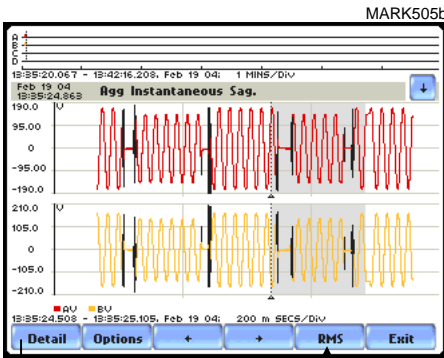 MARK505b
A
B
C
D
13:35:20.067 - 13:42:16.208, Feb 19 04; 1 MINS/Div
Feb 19 04
13:35:24.863
Agg Instantaneous Sag.
190.0 V
95.00
0
-95.00
-190.0
210.0 V
105.0
0
-105.0
-210.0
AV BV
13:35:24.508 - 13:35:25.105, Feb 19 04; 200 m SECS/Div
Detail Options ← → RMS Exit